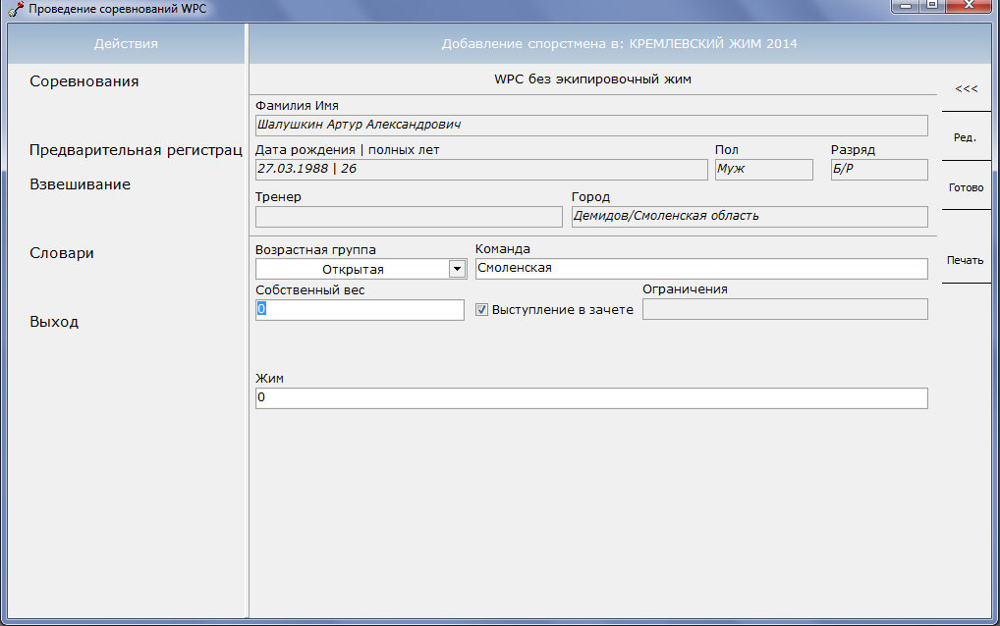 Проведение соревнований WPC
Действия
Добавление спорстмена в: КРЕМЛЕВСКИЙ ЖИМ 2014
Соревнования
Предварительная регистрац
Взвешивание
Словари
Выход
WPC без экипировочный жим
Фамилия Имя
Шалушкин Артур Александрович
Дата рождения | полных лет Пол Разряд
27.03.1988 | 26 Муж Б/Р
Тренер Город
Демидов/Смоленская область
Возрастная группа Команда
Открытая Смоленская
Собственный вес Ограничения
0 Выступление в зачете
Жим
0
<<<
Ред.
Готово
Печать